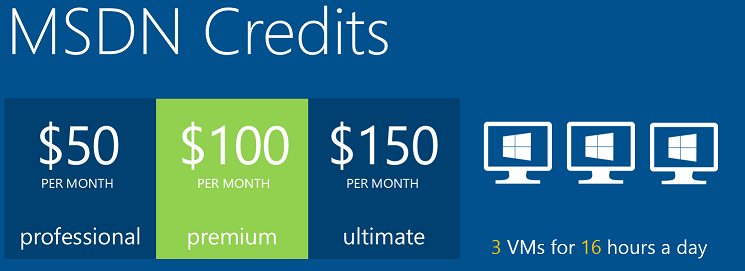 MSDN Credits
$50
PER MONTH
professional
$100
PER MONTH
premium
$150
PER MONTH
ultimate
3 VMs for 16 hours a day